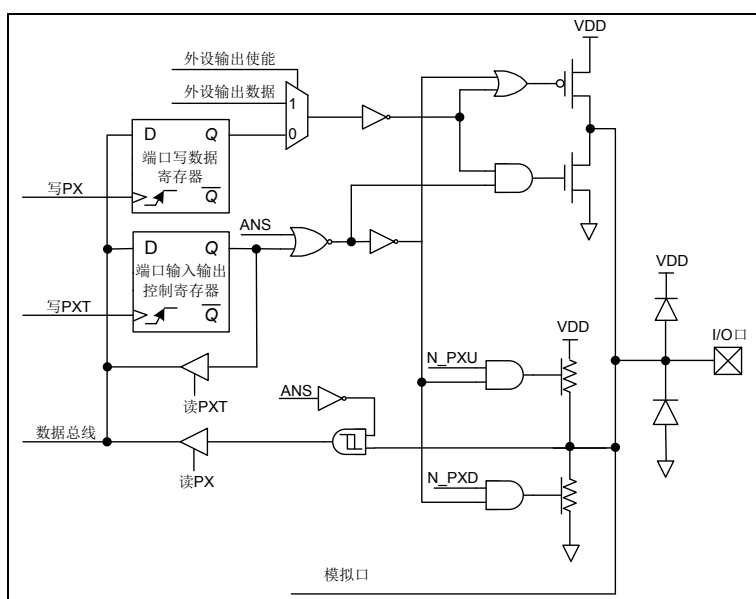 外设输出使能
外设输出数据
1
0
VDD
D Q
端口写数据
寄存器
Q
写PX
ANS
D Q
端口输入输出
控制寄存器
Q
写PXT
VDD
I/O口
VDD
N_PXU
读PXT
ANS
数据总线
读PX
N_PXD
模拟口